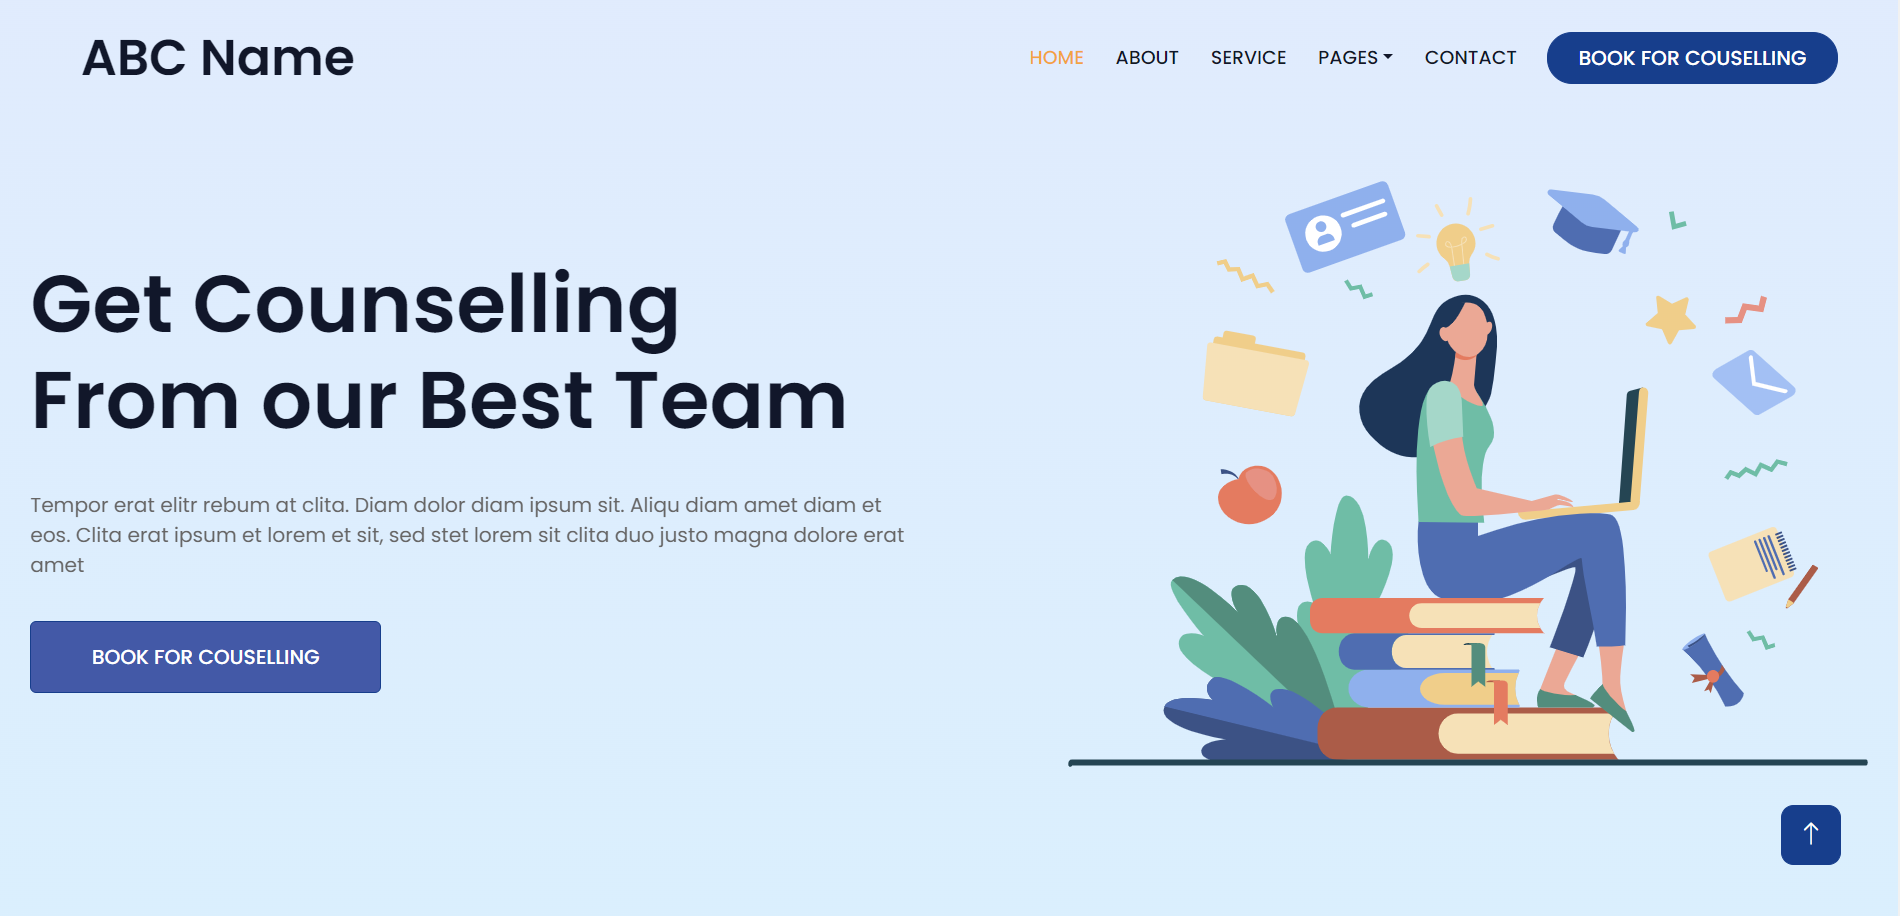 ABC Name
HOME ABOUT SERVICE PAGES CONTACT BOOK FOR COUSELLING
Get Counselling
From our Best Team
Tempor erat elitr rebum at clita. Diam dolor diam ipsum sit. Aliqu diam amet diam et
eos. Clita erat ipsum et lorem et sit, sed stet lorem sit clita duo justo magna dolore erat
amet
BOOK FOR COUSELLING